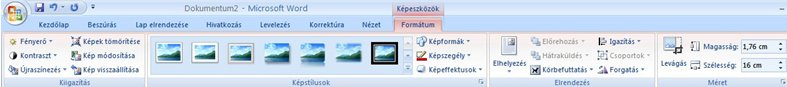 Dokumentum2 - Microsoft Word
Képeszközök
Kezdőlap Beszúrás Lap elrendezése Hivatkozás Levelezés Korrektúra Nézet Formátum
Fényerő Képek tömörítése
Kontraszt Kép módosítása
Újraszínezés Kép visszaállítása
Kiigazítás
Képformák
Képszegély
Képeffektusok
Képstílusok
Elhelyezés
Előrehozás Igazítás
Hátraküldés Csoportok
Körbefuttatás Forgatás
Elrendezés
Levágás
Magasság: 1,76 cm
Szélesség: 16 cm
Méret